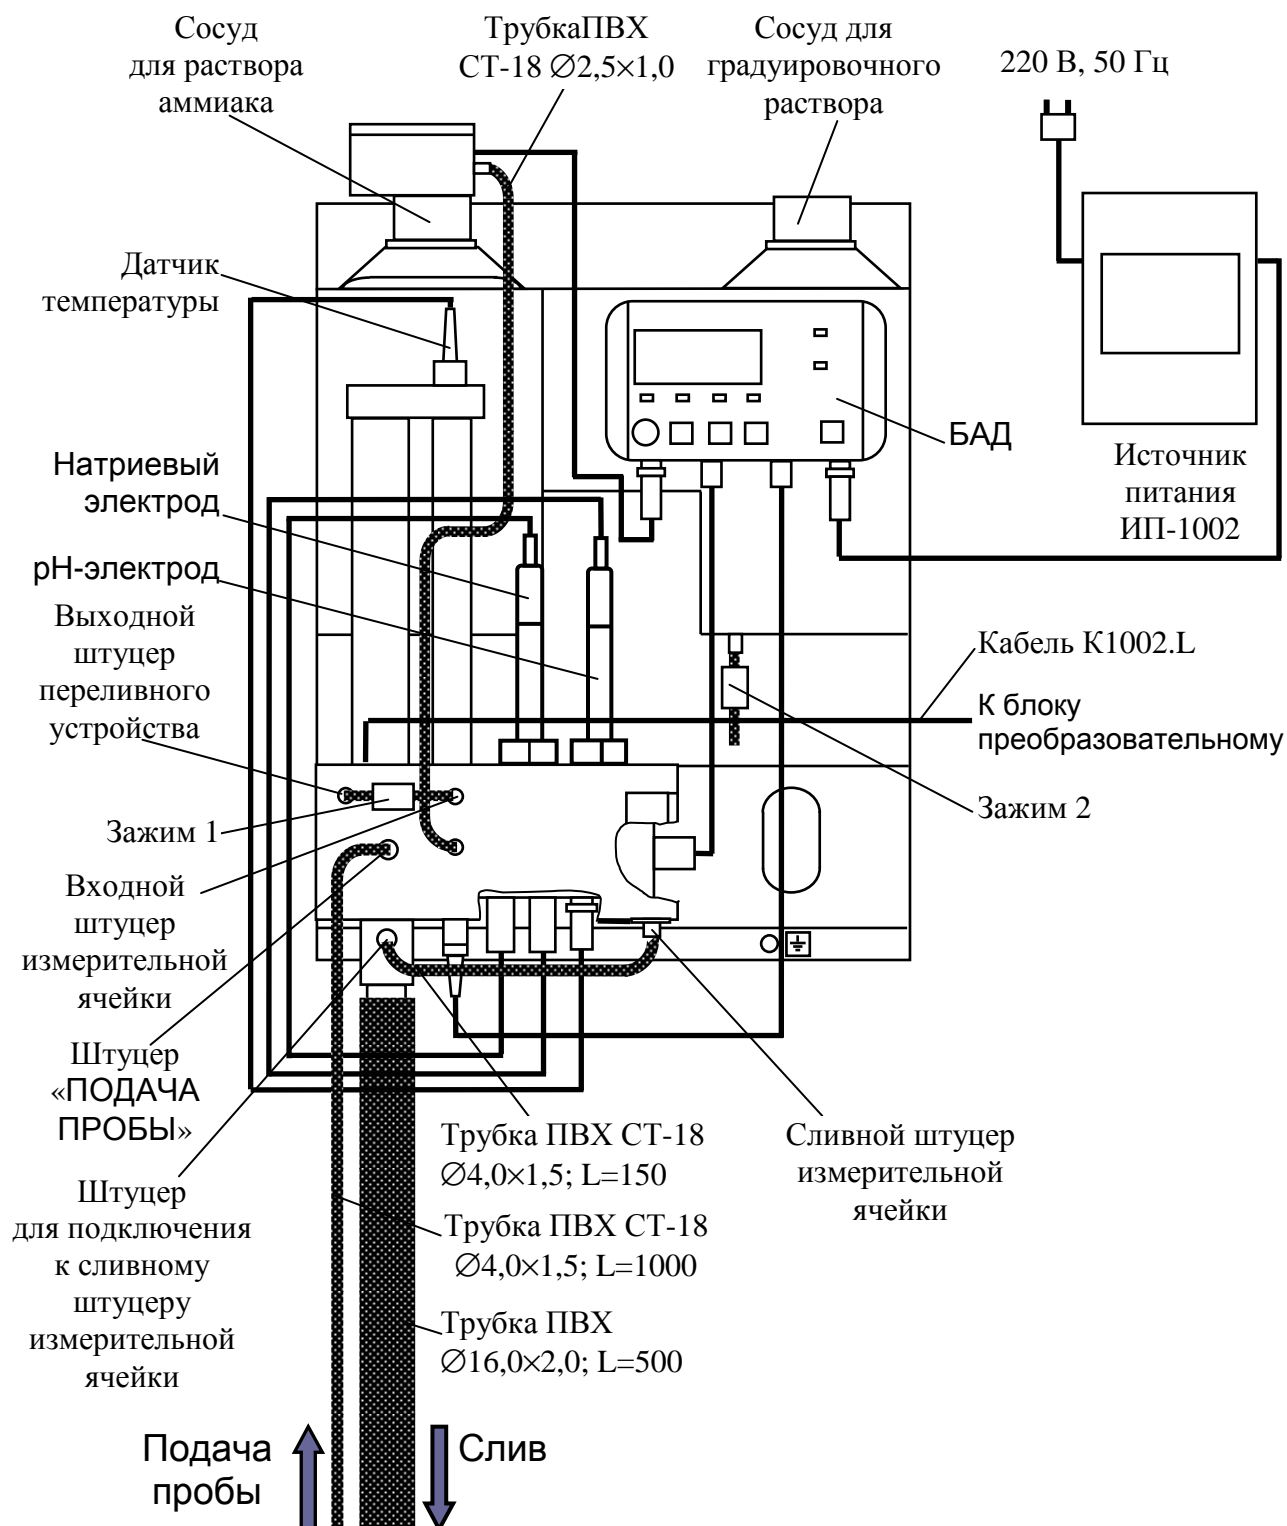 Сосуд
для раствора
аммиака
ТрубкаПВХ
СТ-18 ∅2,5×1,0
Сосуд для
градуировочного
раствора
220 В, 50 Гц
Датчик
температуры
БАД
Источник
питания
ИП-1002
Натриевый
электрод
pH-электрод
Выходной
штуцер
переливного
устройства
Кабель К1002.L
К блоку
преобразовательному
Зажим 1
Зажим 2
Входной
штуцер
измерительной
ячейки
Штуцер
«ПОДАЧА
ПРОБЫ»
Трубка ПВХ СТ-18
∅4,0×1,5; L=150
Сливной штуцер
измерительной
ячейки
Штуцер
для подключения
к сливному
штуцеру
измерительной
ячейки
Трубка ПВХ СТ-18
∅4,0×1,5; L=1000
Трубка ПВХ
∅16,0×2,0; L=500
Подача
пробы
Слив